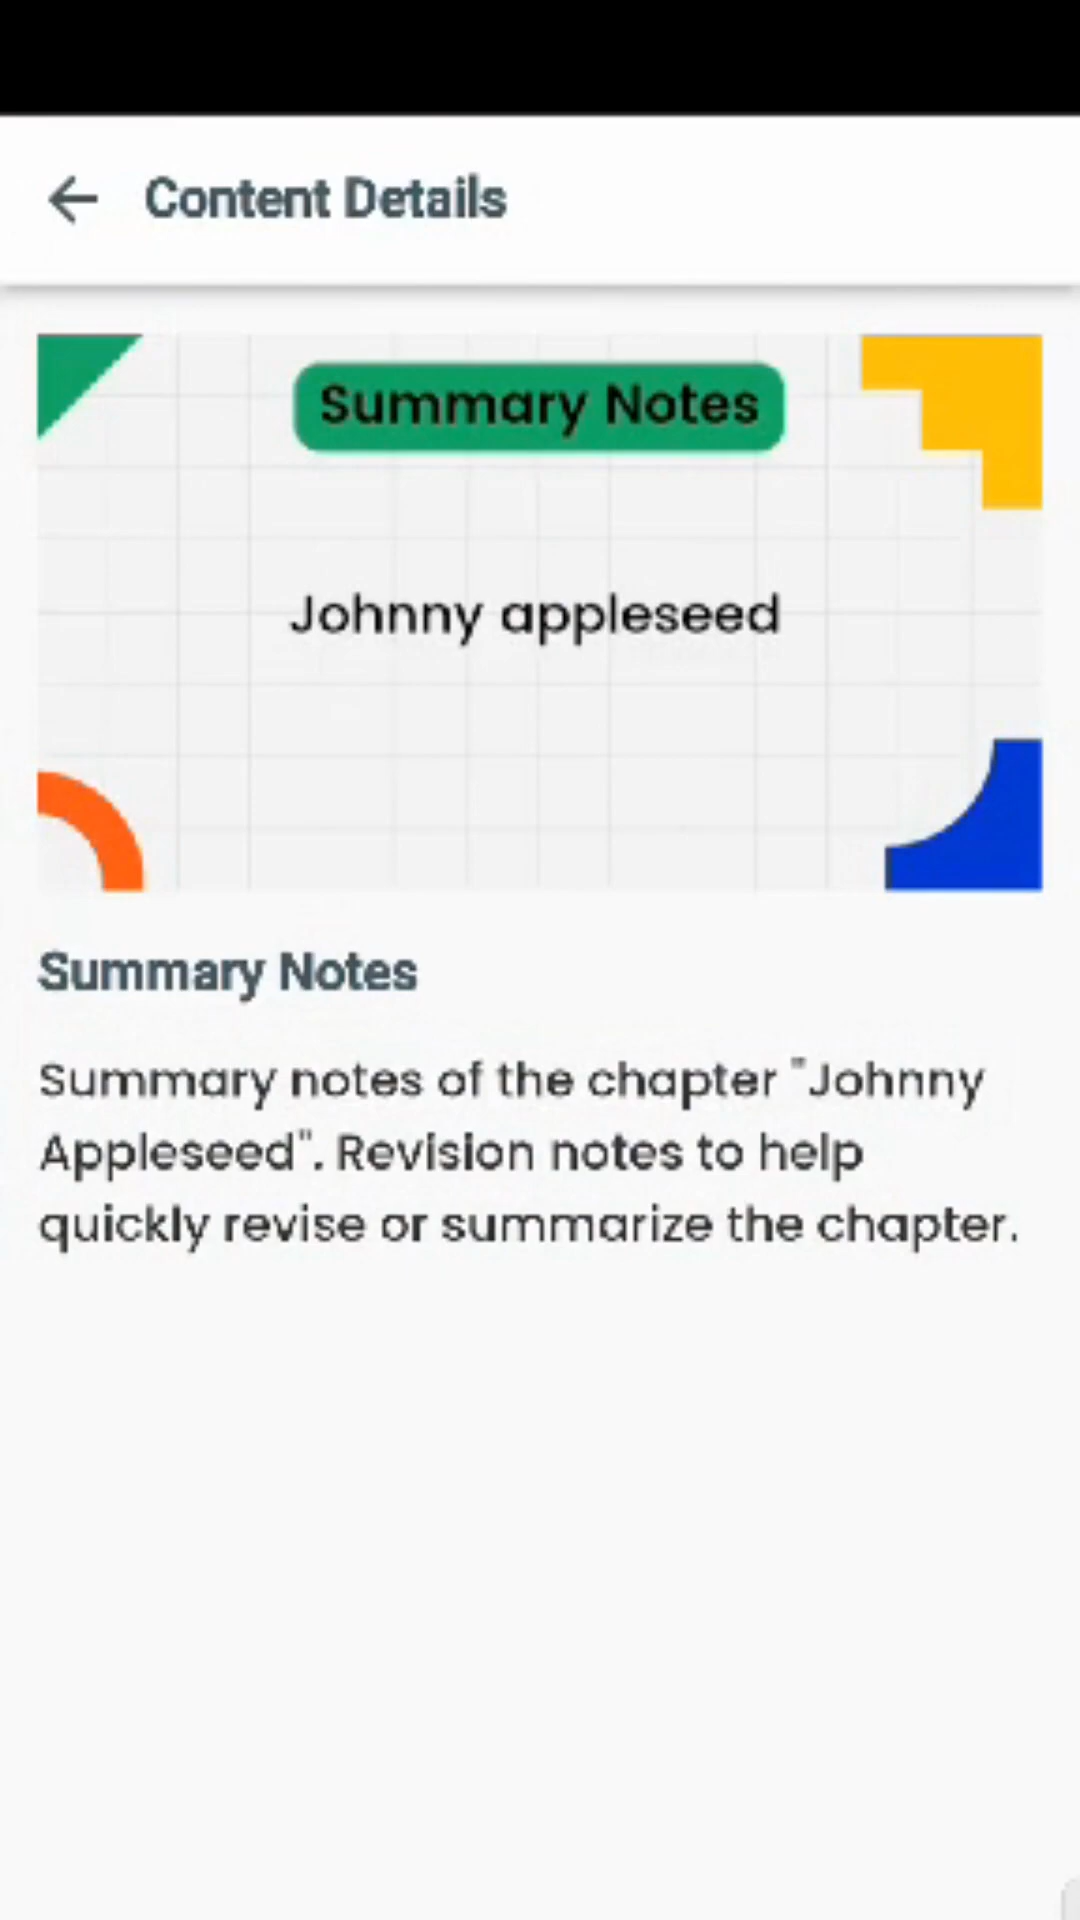 Content Details
Summary Notes
Johnny appleseed
Summary Notes
Summary notes of the chapter "Johnny
Appleseed". Revision notes to help
quickly revise or summarize the chapter.